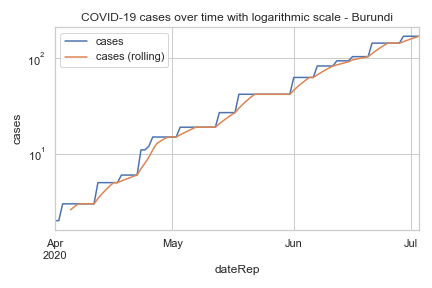 COVID-19 cases over time with logarithmic scale - Burundi
cases
cases (rolling)
10²
10¹
cases
Apr
2020
May
Jun
Jul
dateRep